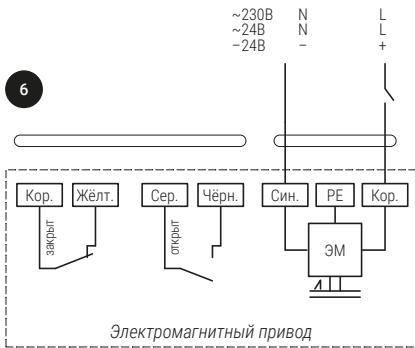 ~230В N L
~24В N L
−24В − +
6
Кор. Жёлт. Сер. Чёрн. Син. PE Кор.
закрыт
открыт
ЭМ
Электромагнитный привод